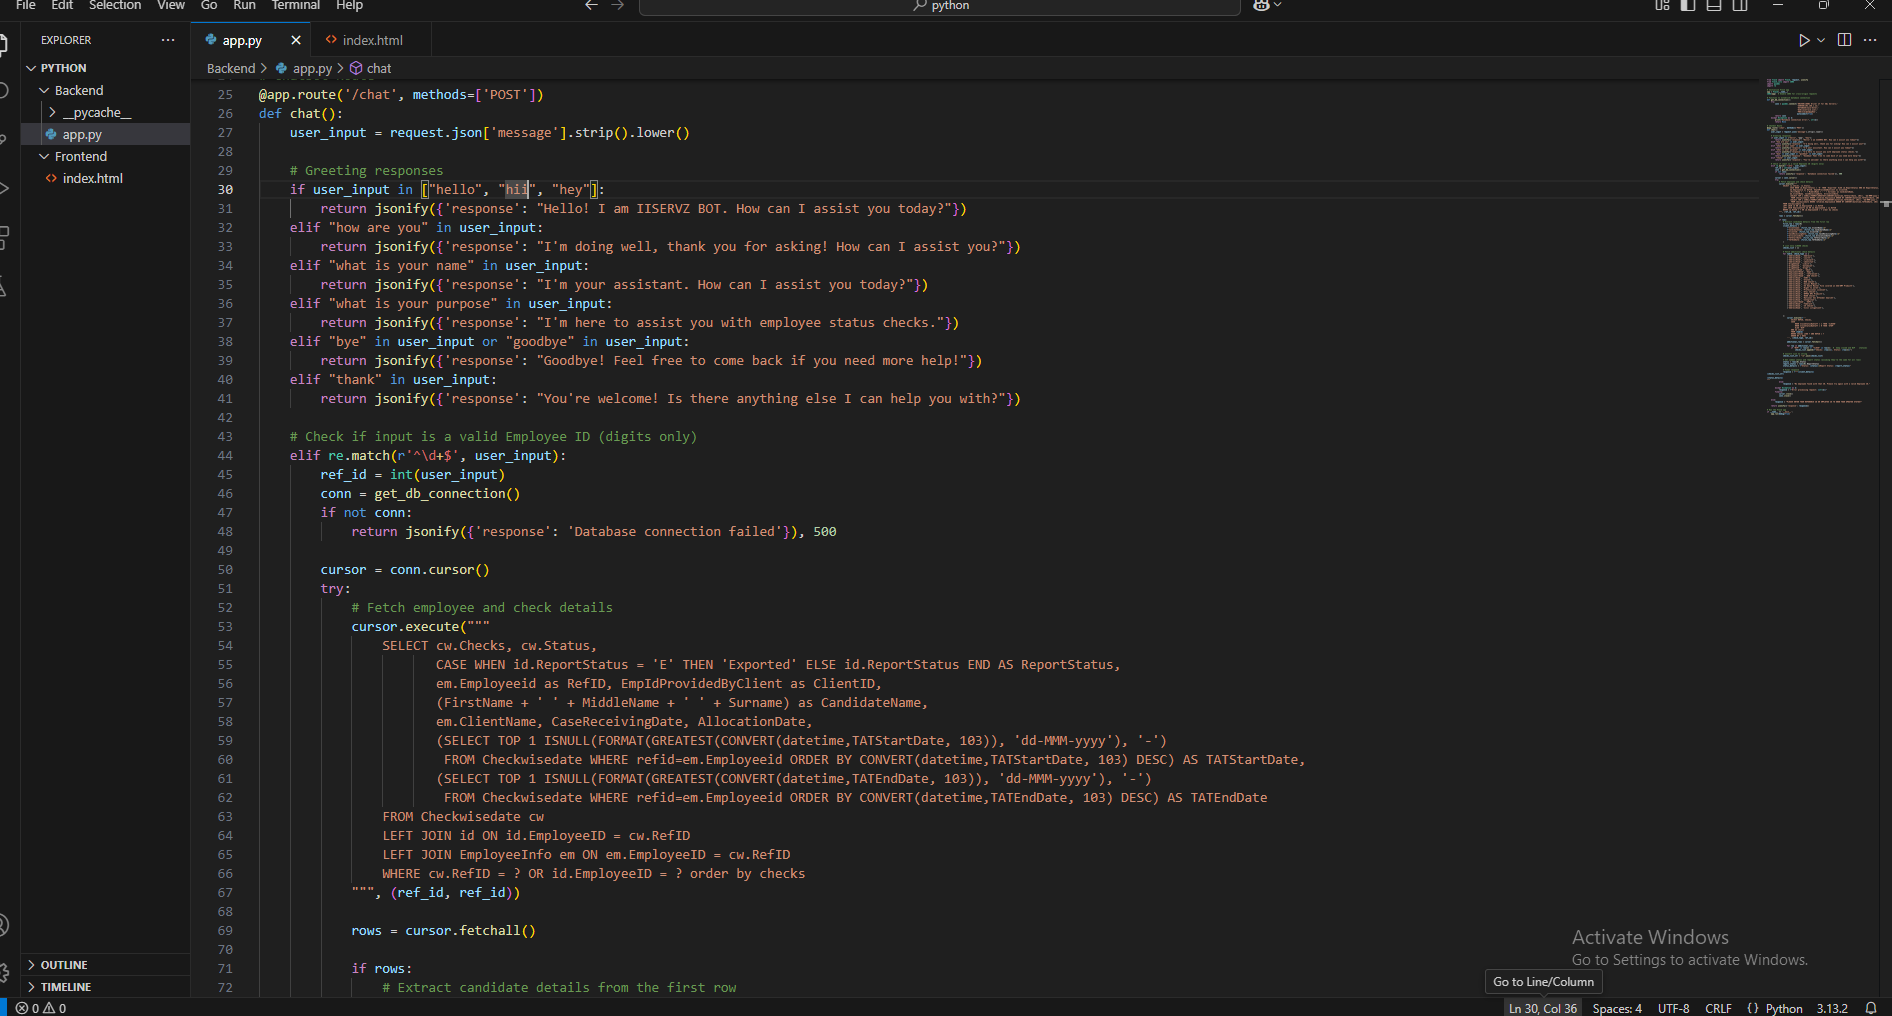 File Edit Selection View Go Run Terminal Help
python
EXPLORER
app.py
index.html
PYTHON
Backend > app.py > chat
Backend
__pycache__
app.py
Frontend
index.html
25 @app.route('/chat', methods=['POST'])
26 def chat():
27 user_input = request.json['message'].strip().lower()
28
29 # Greeting responses
30 if user_input in ["hello", "hii", "hey"]:
31 return jsonify({'response': "Hello! I am IISERVZ BOT. How can I assist you today?"})
32 elif "how are you" in user_input:
33 return jsonify({'response': "I'm doing well, thank you for asking! How can I assist you?"})
34 elif "what is your name" in user_input:
35 return jsonify({'response': "I'm your assistant. How can I assist you today?"})
36 elif "what is your purpose" in user_input:
37 return jsonify({'response': "I'm here to assist you with employee status checks."})
38 elif "bye" in user_input or "goodbye" in user_input:
39 return jsonify({'response': "Goodbye! Feel free to come back if you need more help!"})
40 elif "thank" in user_input:
41 return jsonify({'response': "You're welcome! Is there anything else I can help you with?"})
42
43 # Check if input is a valid Employee ID (digits only)
44 elif re.match(r'^\d+$', user_input):
45 ref_id = int(user_input)
46 conn = get_db_connection()
47 if not conn:
48 return jsonify({'response': 'Database connection failed'}), 500
49
50 cursor = conn.cursor()
51 try:
52 # Fetch employee and check details
53 cursor.execute("""
54 SELECT cw.Checks, cw.Status,
55 CASE WHEN id.ReportStatus = 'E' THEN 'Exported' ELSE id.ReportStatus END AS ReportStatus,
56 em.Employeeid as RefID, EmpIdProvidedByClient as ClientID,
57 (FirstName + ' ' + MiddleName + ' ' + Surname) as CandidateName,
58 em.ClientName, CaseReceivingDate, AllocationDate,
59 (SELECT TOP 1 ISNULL(FORMAT(GREATEST(CONVERT(datetime,TATStartDate, 103)), 'dd-MMM-yyyy'), '-')
60 FROM Checkwisedate WHERE refid=em.Employeeid ORDER BY CONVERT(datetime,TATStartDate, 103) DESC) AS TATStartDate,
61 (SELECT TOP 1 ISNULL(FORMAT(GREATEST(CONVERT(datetime,TATEndDate, 103)), 'dd-MMM-yyyy'), '-')
62 FROM Checkwisedate WHERE refid=em.Employeeid ORDER BY CONVERT(datetime,TATEndDate, 103) DESC) AS TATEndDate
63 FROM Checkwisedate cw
64 LEFT JOIN id ON id.EmployeeID = cw.RefID
65 LEFT JOIN EmployeeInfo em ON em.EmployeeID = cw.RefID
66 WHERE cw.RefID = ? OR id.EmployeeID = ? order by checks
67 """, (ref_id, ref_id))
68
69 rows = cursor.fetchall()
70
71 if rows:
72 # Extract candidate details from the first row
OUTLINE
TIMELINE
Activate Windows
Go to Settings to activate Windows.
Go to Line/Column
0 0
Ln 30, Col 36 Spaces: 4 UTF-8 CRLF {} Python 3.13.2